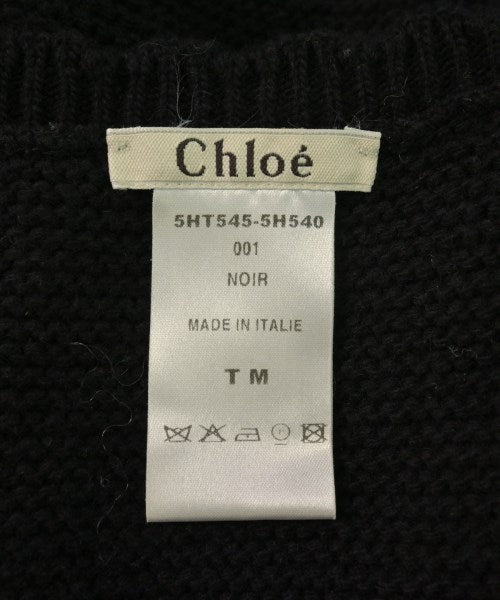 Chloé
5HT545-5H540
001
NOIR
MADE IN ITALIE
T M